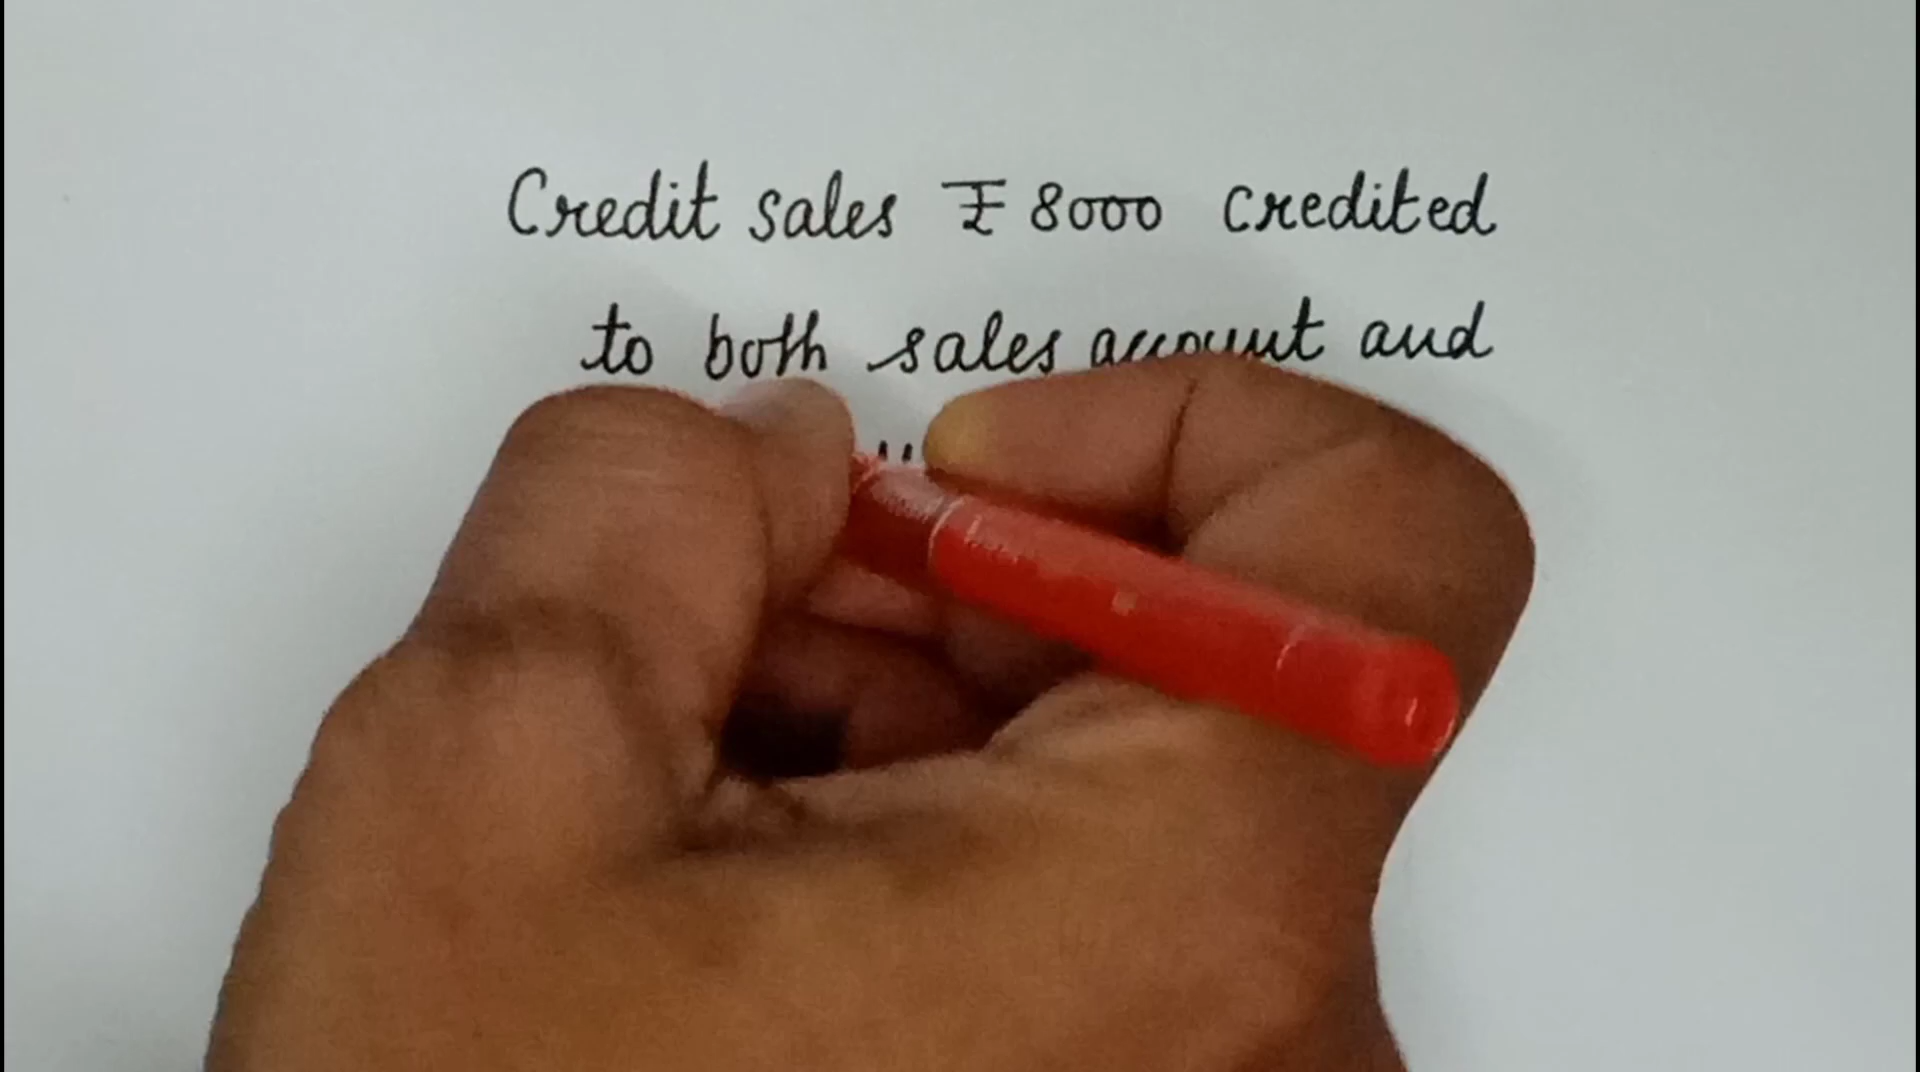 Credit sales ₹ 8000 credited
to both sales account and